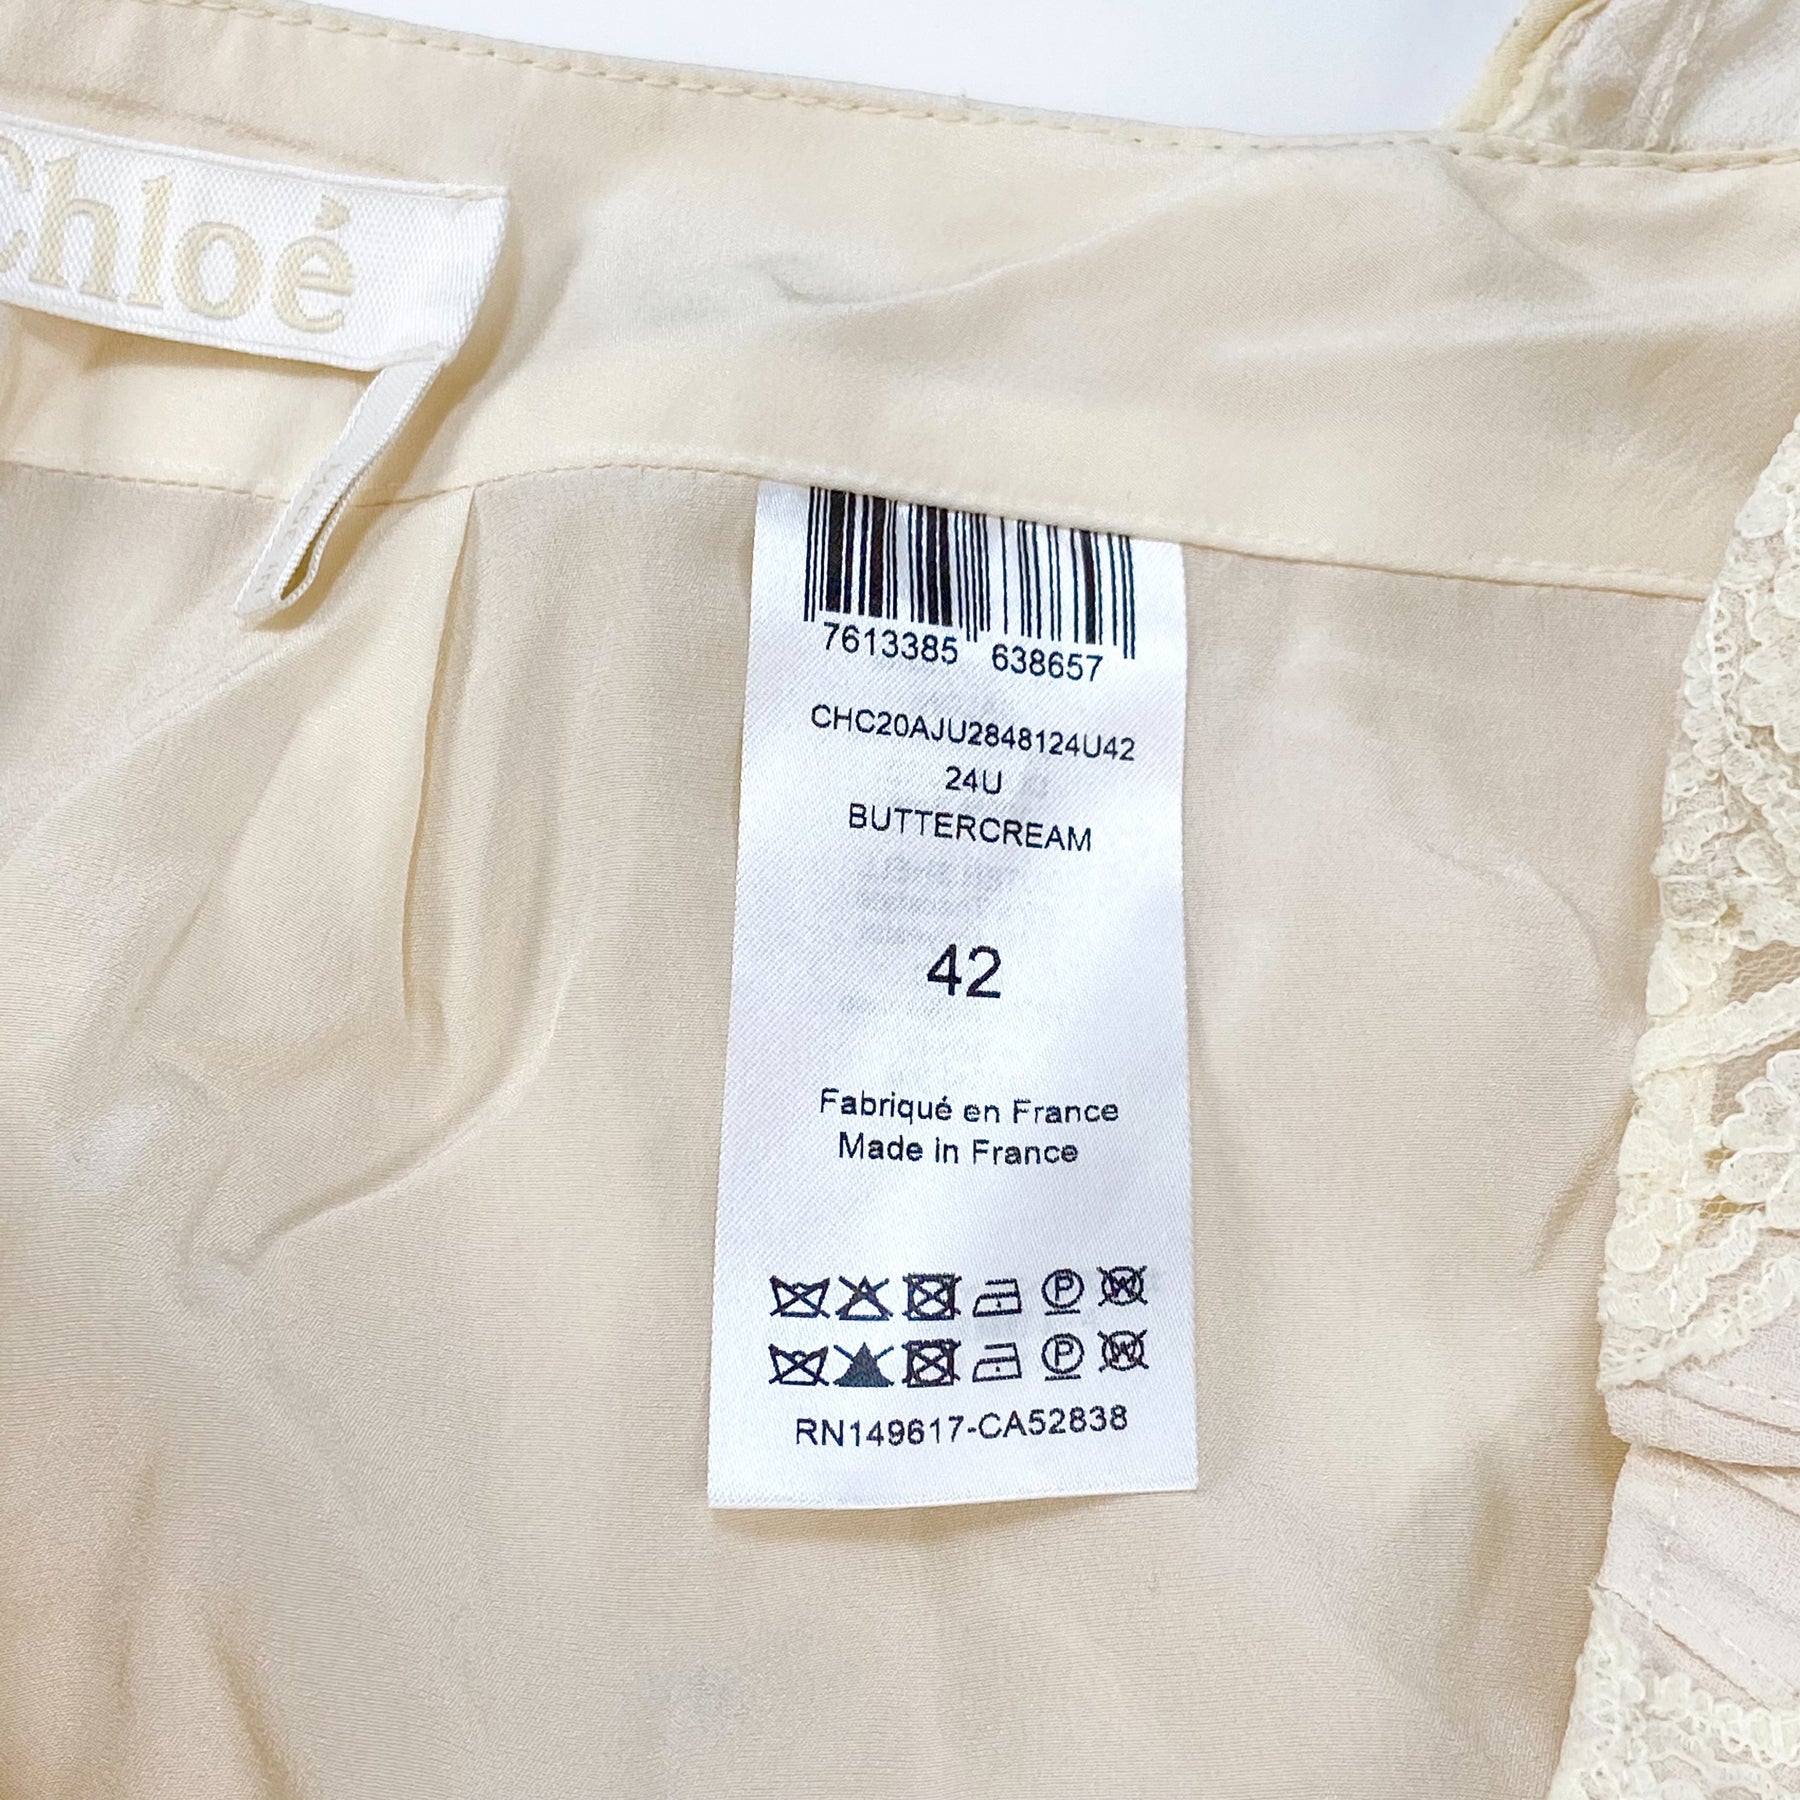 Chloé
7613385 638657
CHC20AJU2848124U42
24U
BUTTERCREAM
42
Fabriqué en France
Made in France
P W
P W
RN149617-CA52838